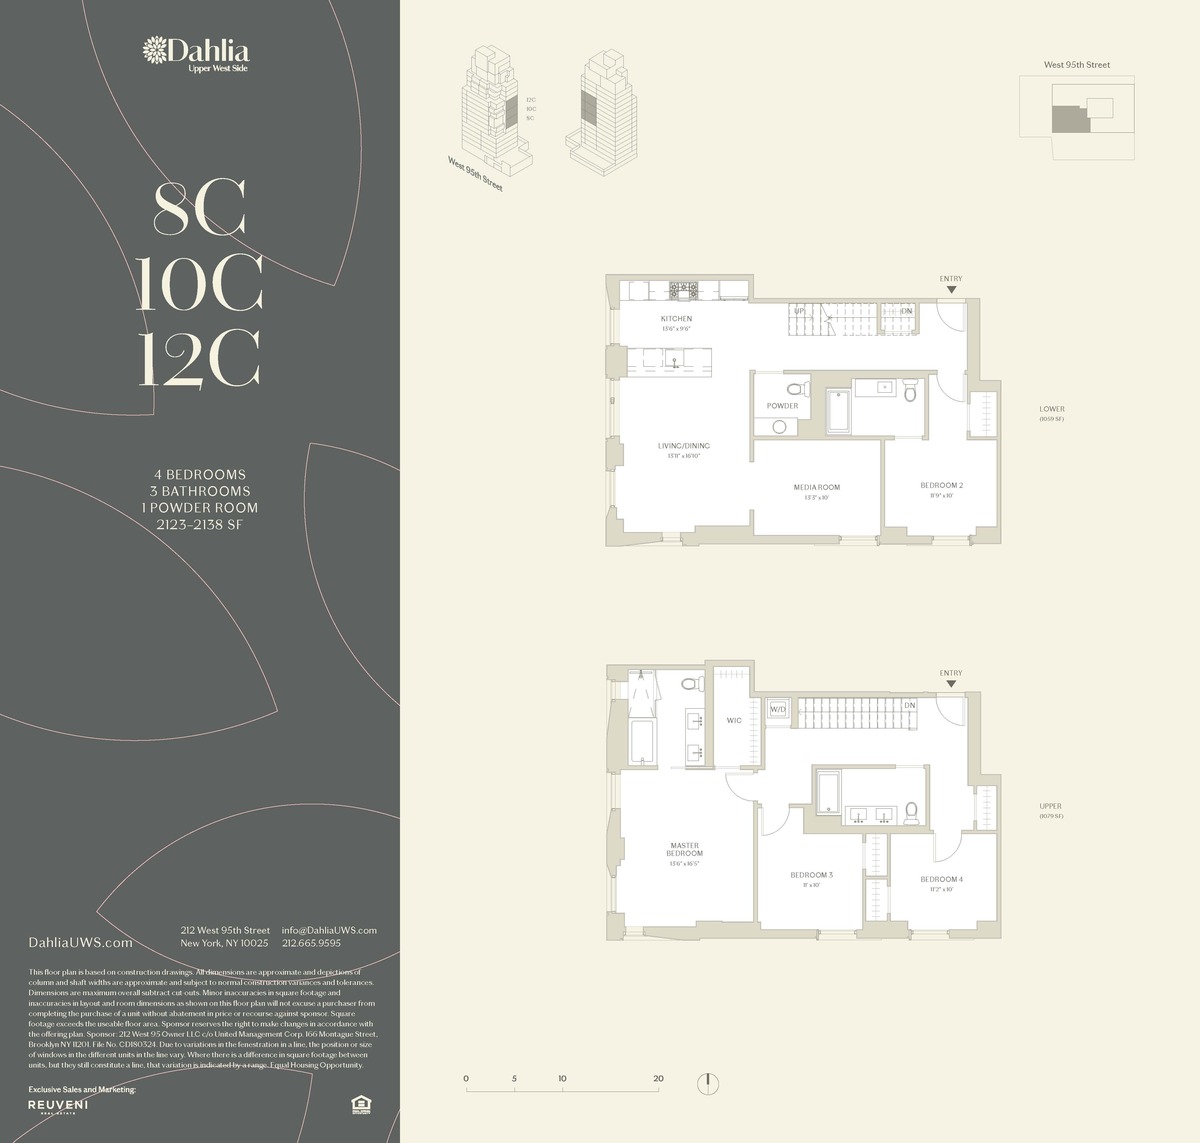 Dahlia
Upper West Side
8C
10C
12C
4 BEDROOMS
3 BATHROOMS
1 POWDER ROOM
2123–2138 SF
DahliaUWS.com
212 West 95th Street
New York, NY 10025
info@DahliaUWS.com
212.665.9595
This floor plan is based on construction drawings. All dimensions are approximate and depictions of
column and shaft widths are approximate and subject to normal construction variances and tolerances.
Dimensions are maximum overall subtract cut outs. Minor inaccuracies in square footage and
inaccuracies in layout and room dimensions as shown on this floor plan will not excuse a purchaser from
completing the purchase of a unit without abatement in price or recourse against sponsor. Square
footage exceeds the useable floor area. Sponsor reserves the right to make changes in accordance with
the offering plan. Sponsor: 212 West 95 Owner LLC c/o United Management Corp. 166 Montague Street,
Brooklyn NY 11201. File No. CD180324. Due to variations in the fenestration in a line, the position or size
of windows in the different units in the line vary. Where there is a difference in square footage between
units, but they still constitute a line, that variation is indicated by a range. Equal Housing Opportunity.
Exclusive Sales and Marketing:
REUVENI
REAL ESTATE
12C
10C
8C
West 95th Street
West 95th Street
ENTRY
KITCHEN
13'6" x 9'6"
UP
DN
POWDER
LIVING/DINING
13'11" x 16'10"
MEDIA ROOM
13'3" x 10'
BEDROOM 2
11'9" x 10'
LOWER
(1059 SF)
ENTRY
WIC
W/D
DN
MASTER
BEDROOM
13'6" x 16'5"
BEDROOM 3
11' x 10'
BEDROOM 4
11'2" x 10'
UPPER
(1079 SF)
0 5 10 20